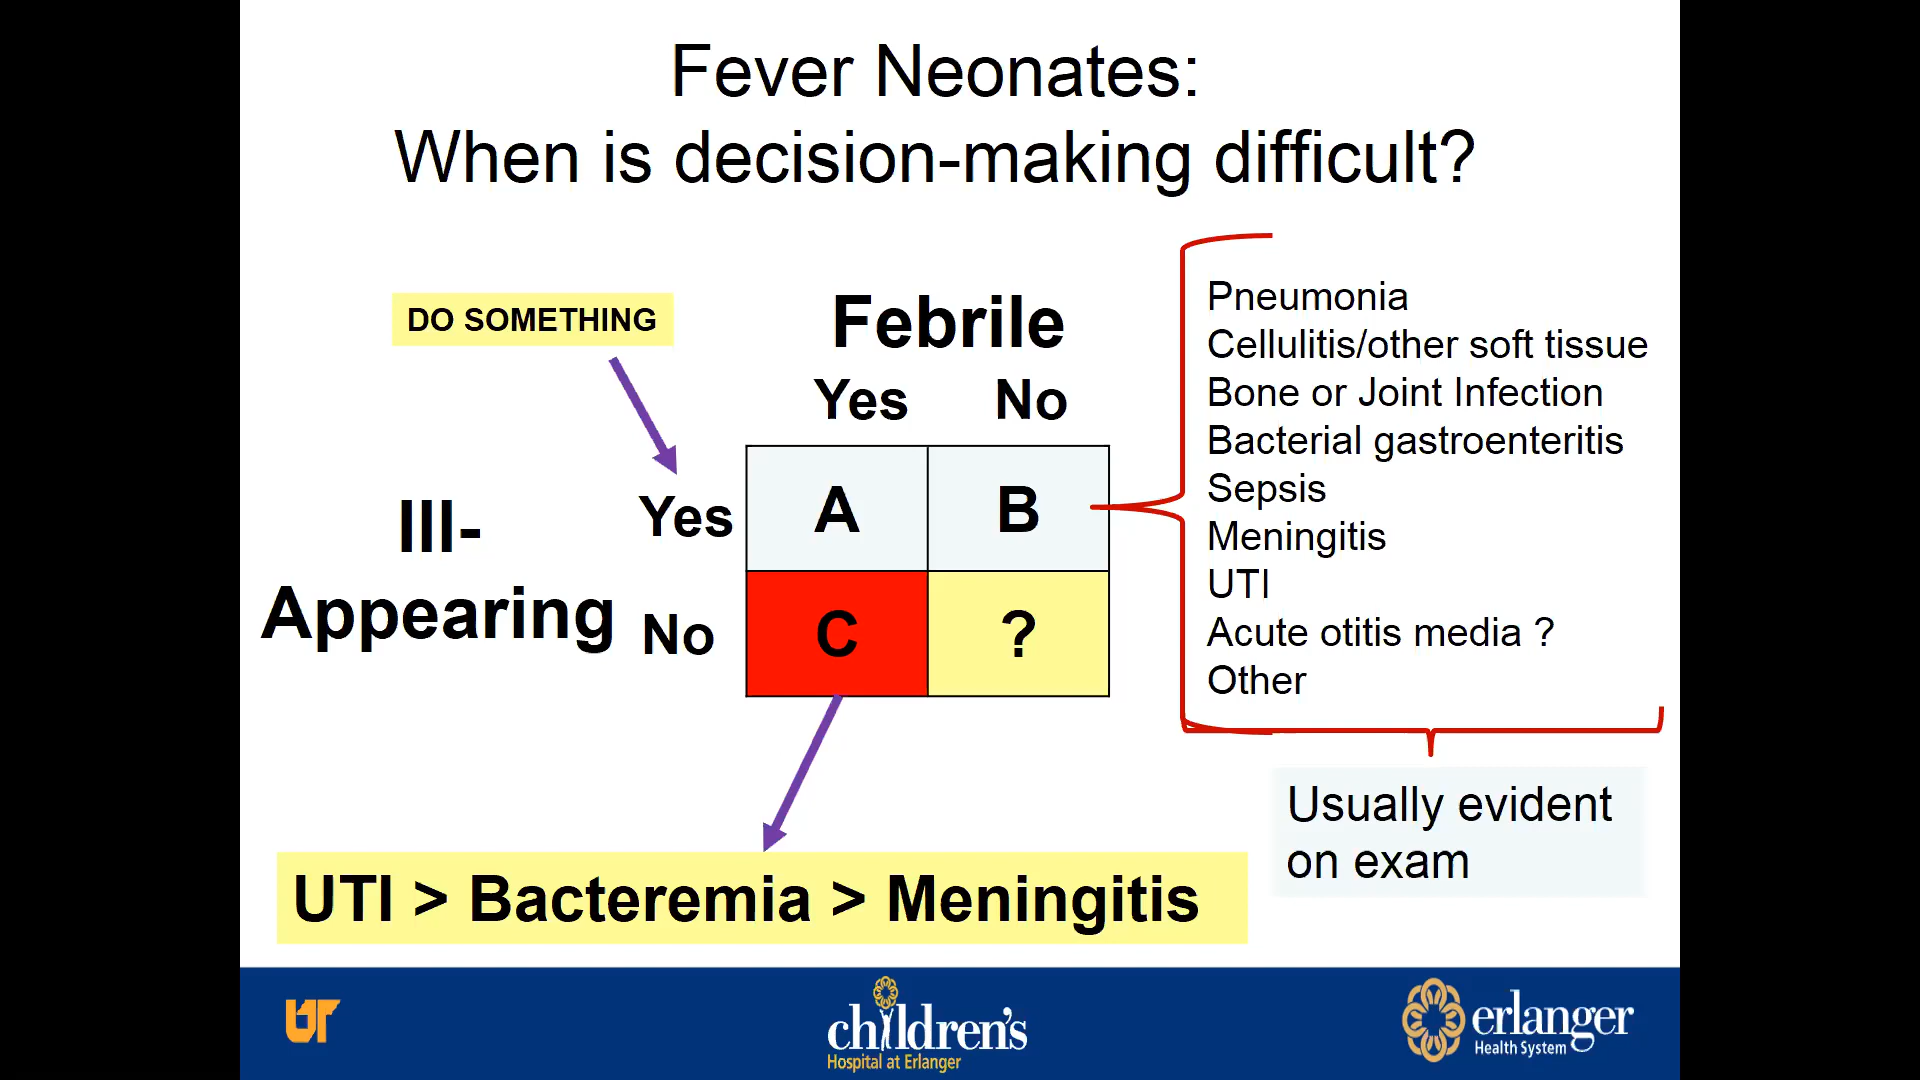 Fever Neonates:
When is decision-making difficult?
DO SOMETHING
Febrile
Yes No
Ill-
Appearing
Yes
A B
No
C ?
Pneumonia
Cellulitis/other soft tissue
Bone or Joint Infection
Bacterial gastroenteritis
Sepsis
Meningitis
UTI
Acute otitis media ?
Other
Usually evident
on exam
UTI > Bacteremia > Meningitis
UT
children's
Hospital at Erlanger
erlanger
Health System